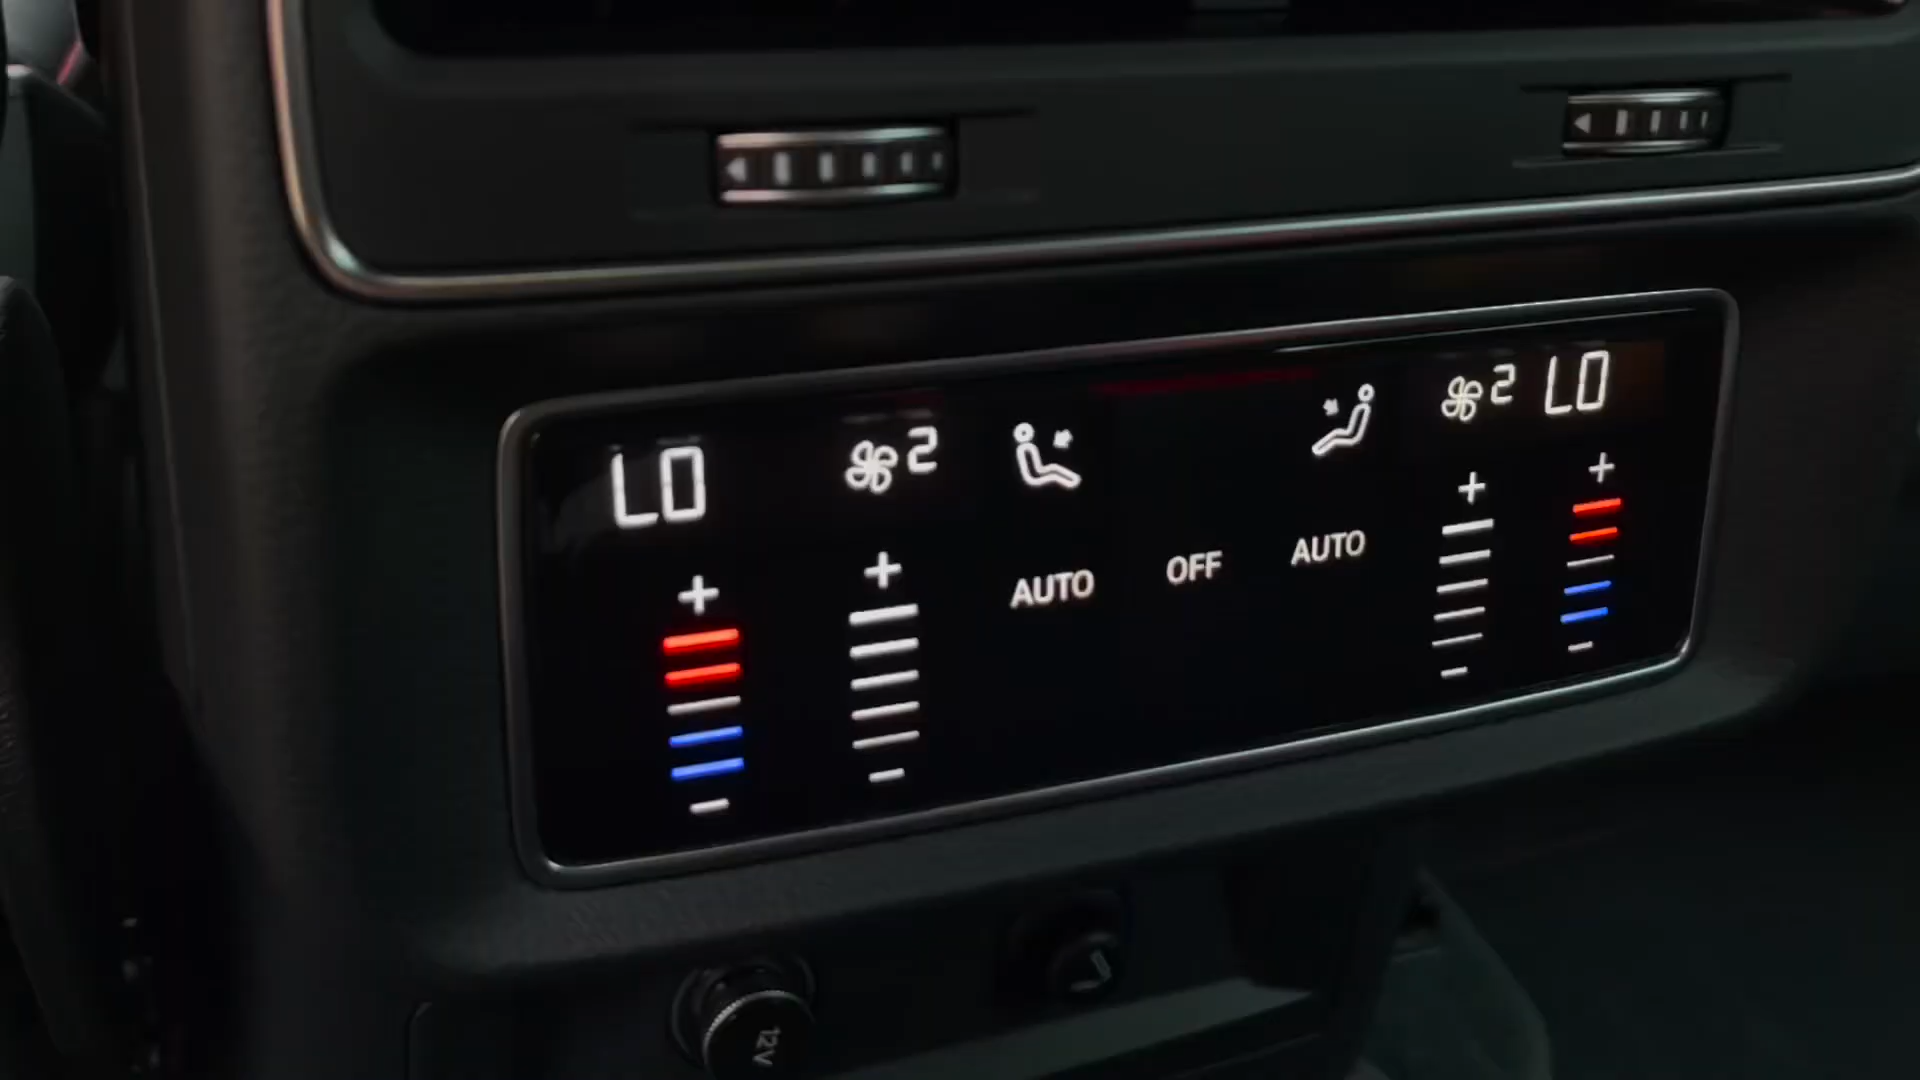 LO 2 2 LO
+ + + +
AUTO OFF AUTO
- - - -
12V